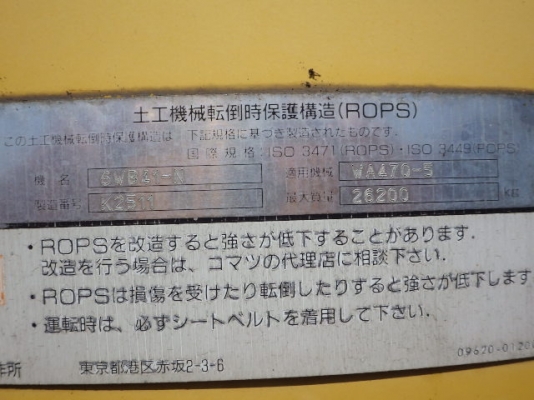 土工機械転倒時保護構造(ROPS)
この土工機械転倒時保護構造は、下記規格に基づき製造されたものです.
国際規格:ISO 3471(ROPS)・ISO 3449(FOPS)
機名 適用機械 WA470-5
製造番号 K25 最大質量 26200 kg
・ROPSを改造すると強さが低下することがあります.
改造を行う場合は、コマツの代理店に相談下さい.
・ROPSは損傷を受けたり転倒したりすると強さが低下します
・運転時は、必ずシートベルトを着用して下さい.
作所 東京都港区赤坂2-3-6